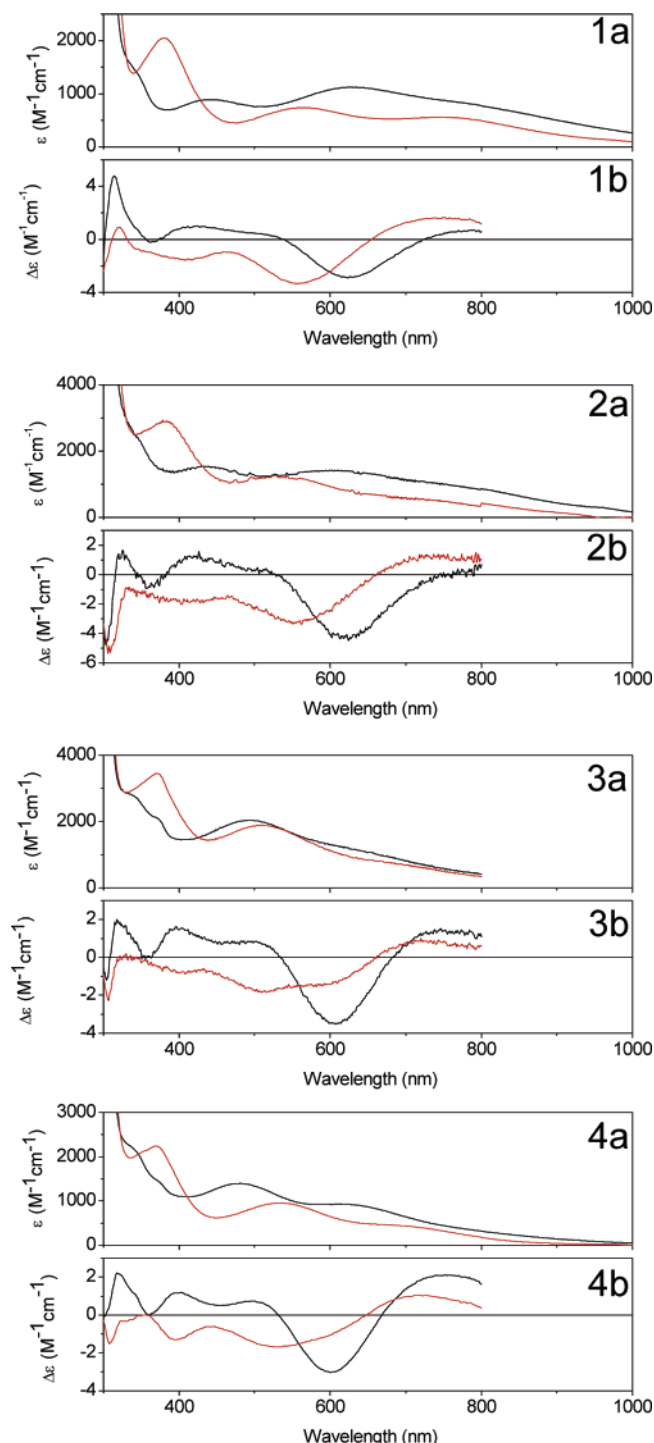 1a
2000
1000
0
ε (M⁻¹cm⁻¹)
1b
4
0
-4
Δε (M⁻¹cm⁻¹)
400 600 800 1000
Wavelength (nm)
2a
4000
2000
0
ε (M⁻¹cm⁻¹)
2b
2
0
-2
-4
-6
Δε (M⁻¹cm⁻¹)
400 600 800 1000
Wavelength (nm)
3a
4000
2000
0
ε (M⁻¹cm⁻¹)
3b
2
0
-2
-4
Δε (M⁻¹cm⁻¹)
400 600 800 1000
Wavelength (nm)
4a
3000
2000
1000
0
ε (M⁻¹cm⁻¹)
4b
2
0
-2
-4
Δε (M⁻¹cm⁻¹)
400 600 800 1000
Wavelength (nm)